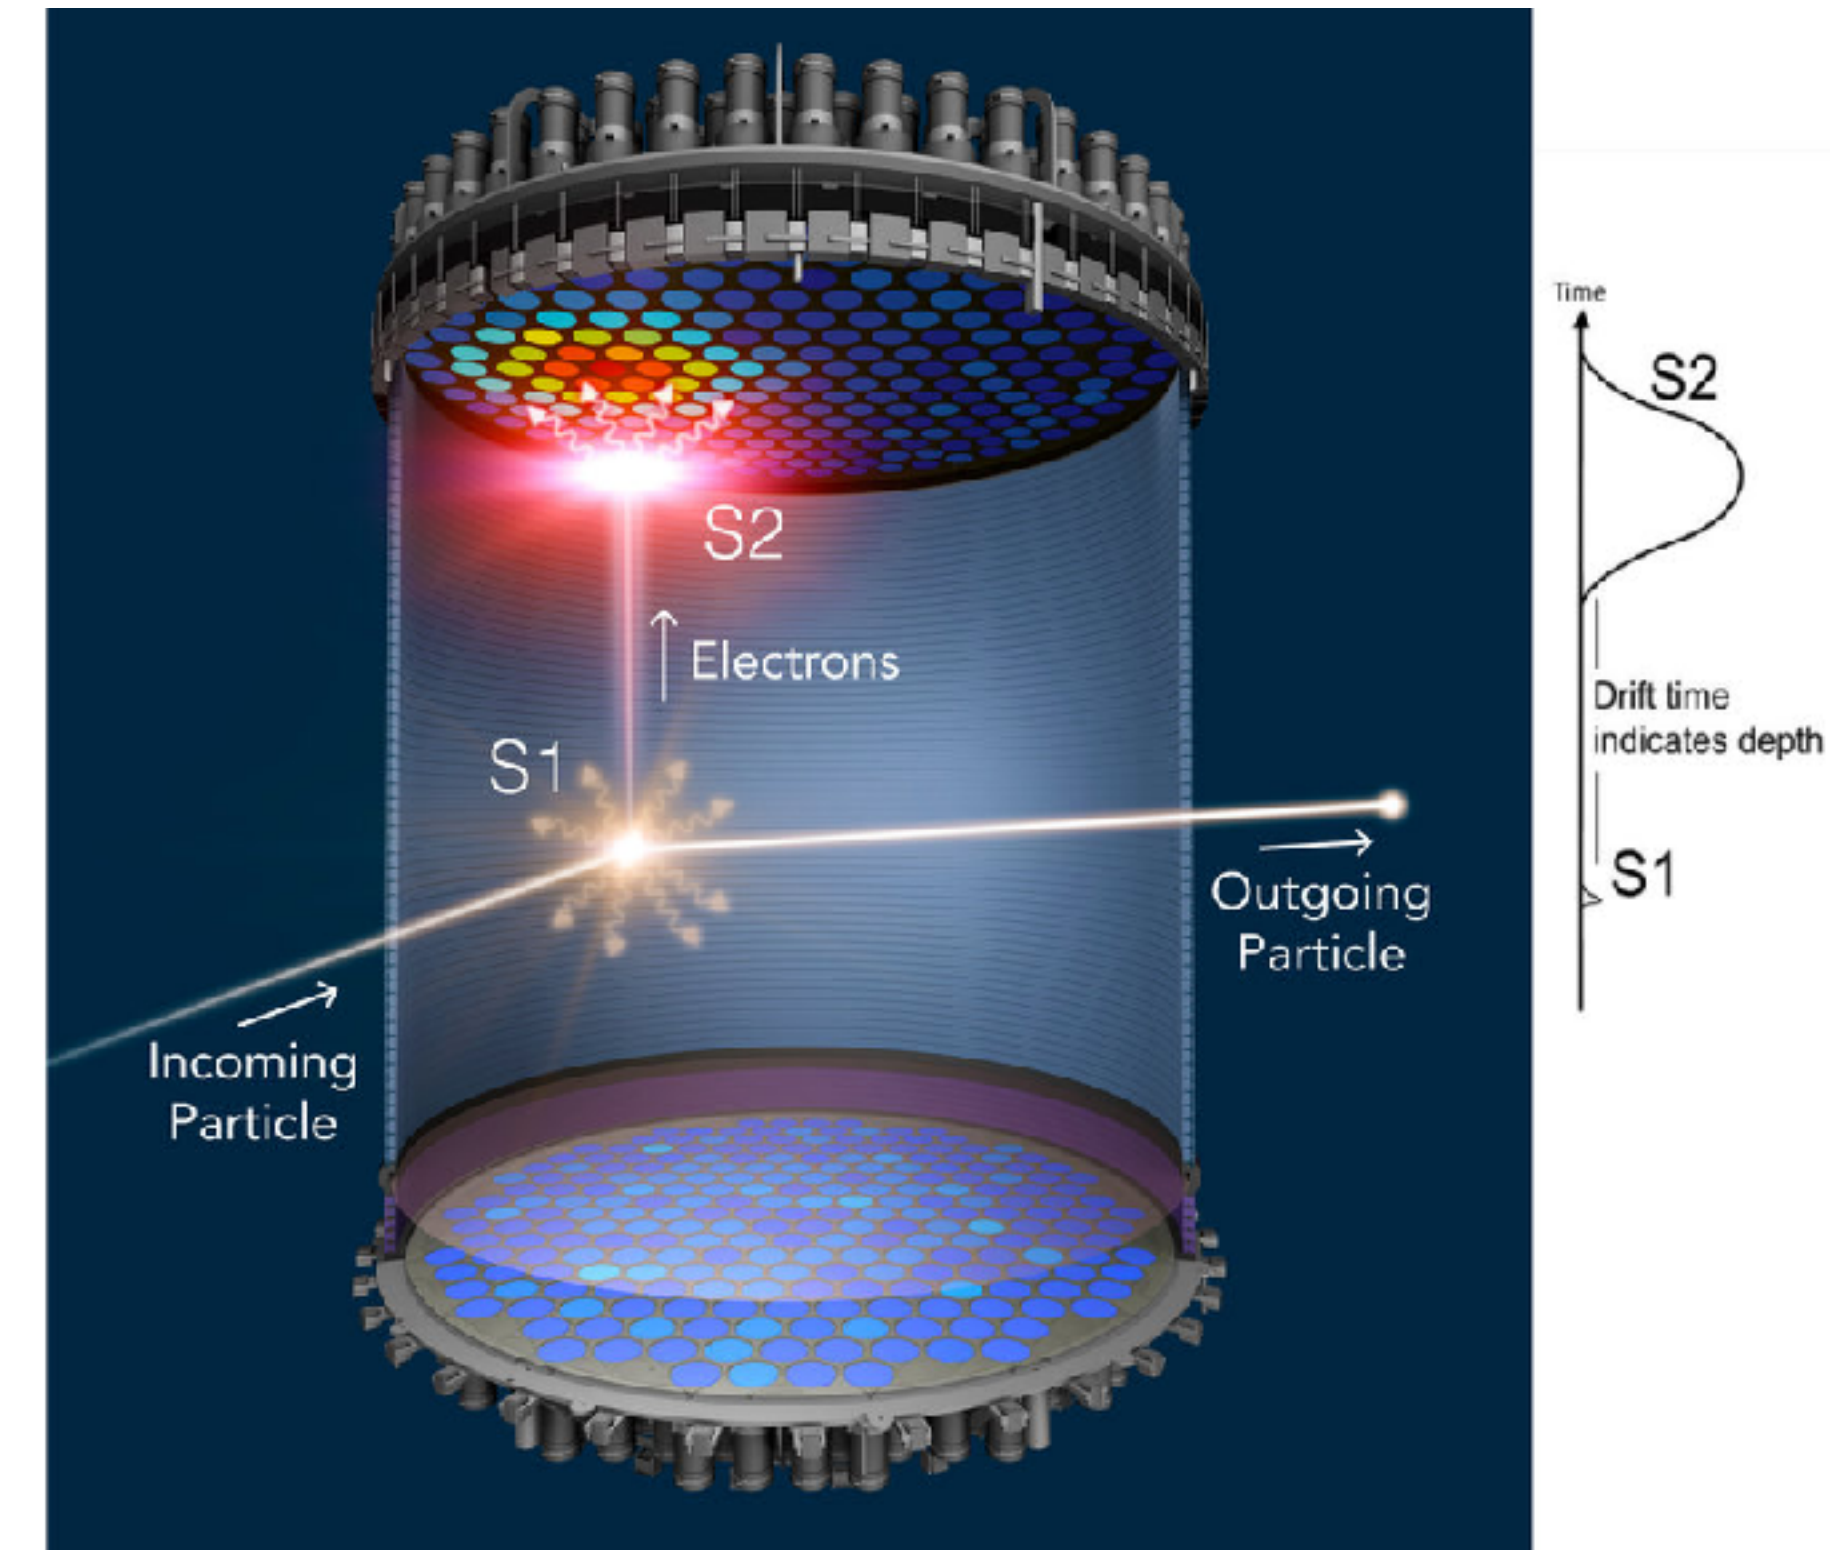 S2
Electrons
S1
Incoming
Particle
Outgoing
Particle
Time
S2
Drift time
indicates depth
S1